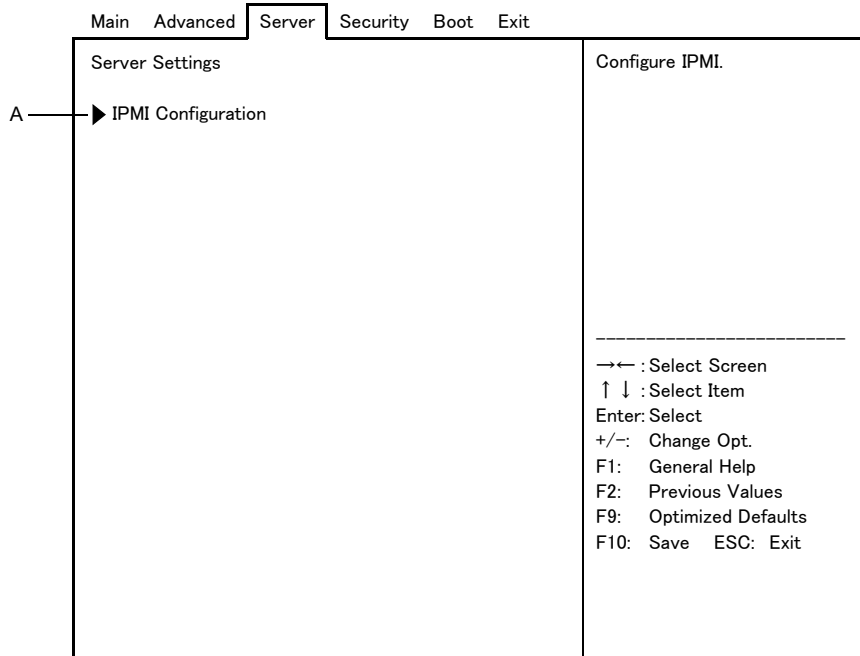 Main Advanced Server Security Boot Exit
Server Settings
A
▶ IPMI Configuration
Configure IPMI.
-------------------------
→← : Select Screen
↑ ↓ : Select Item
Enter: Select
+/-: Change Opt.
F1: General Help
F2: Previous Values
F9: Optimized Defaults
F10: Save ESC: Exit